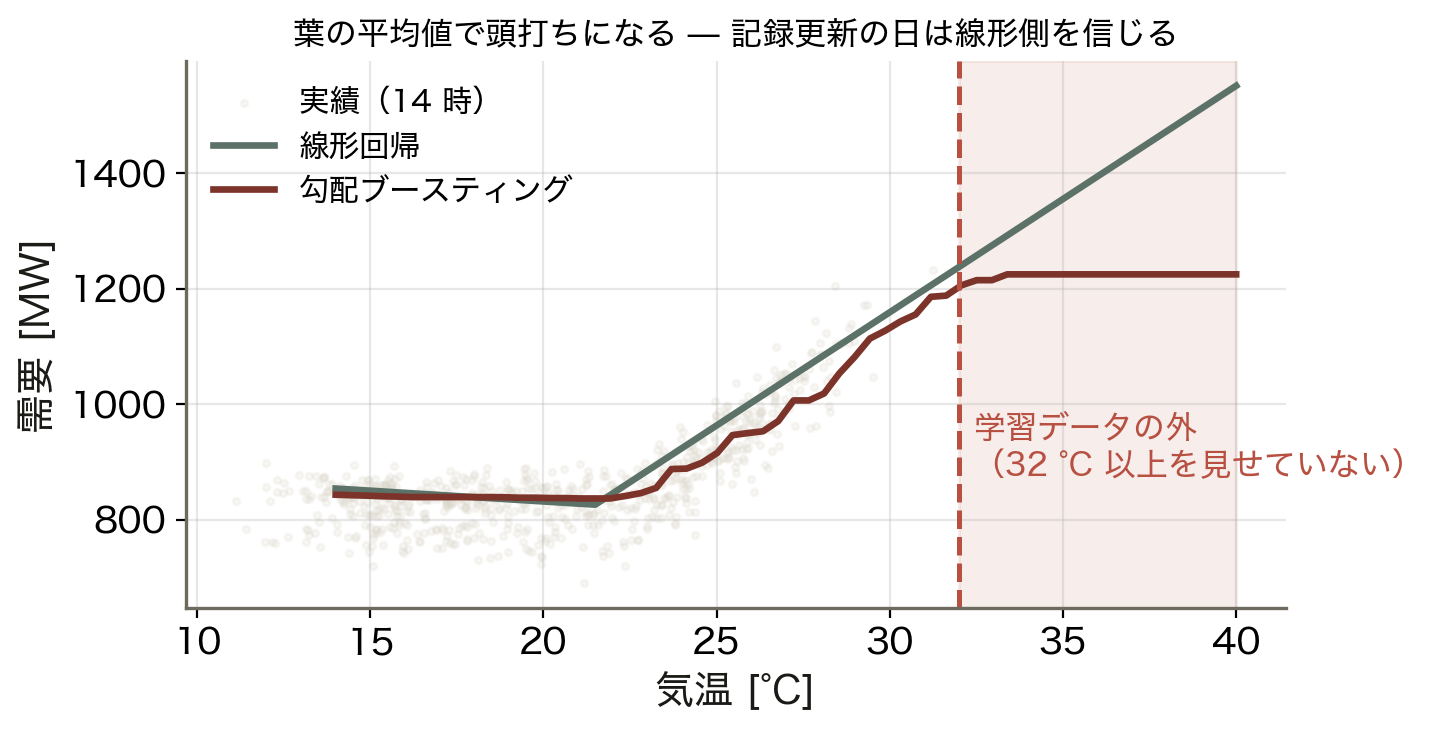 葉の平均値で頭打ちになる — 記録更新の日は線形側を信じる
実績（14 時）
線形回帰
勾配ブースティング
1400
1200
1000
800
需要 [MW]
学習データの外
（32 °C 以上を見せていない）
10 15 20 25 30 35 40
気温 [°C]